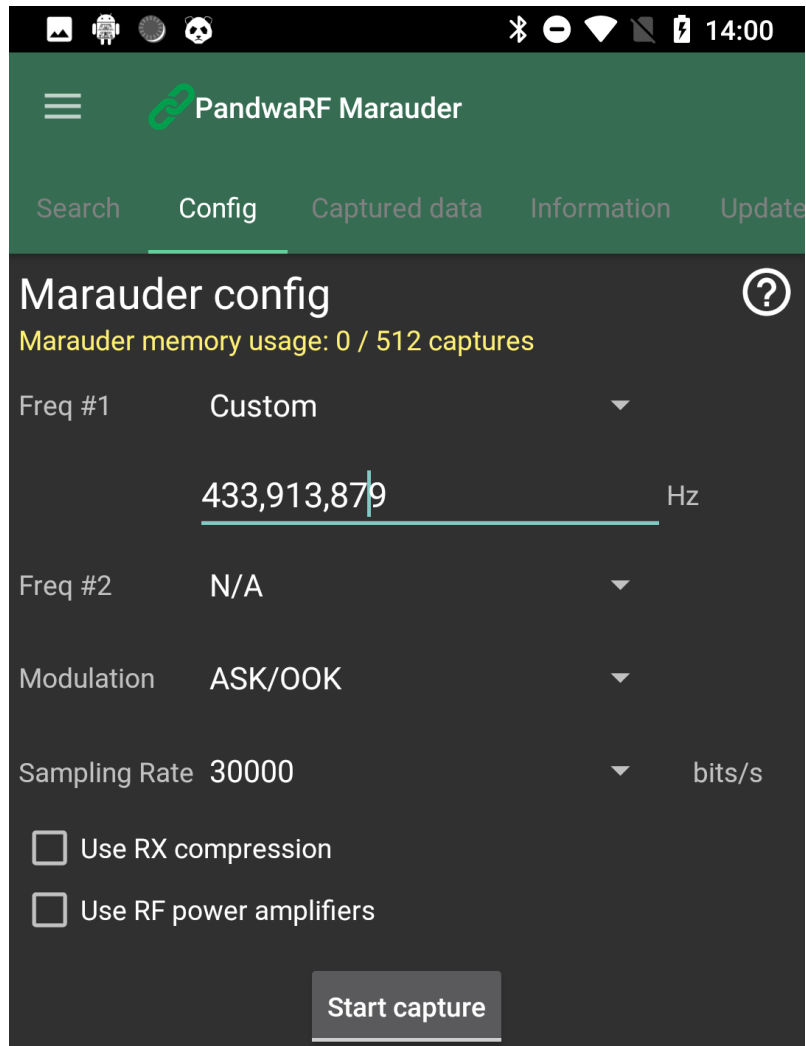 14:00
PandwaRF Marauder
Search Config Captured data Information Update
Marauder config
Marauder memory usage: 0 / 512 captures
Freq #1 Custom
433,913,879 Hz
Freq #2 N/A
Modulation ASK/OOK
Sampling Rate 30000 bits/s
Use RX compression
Use RF power amplifiers
Start capture